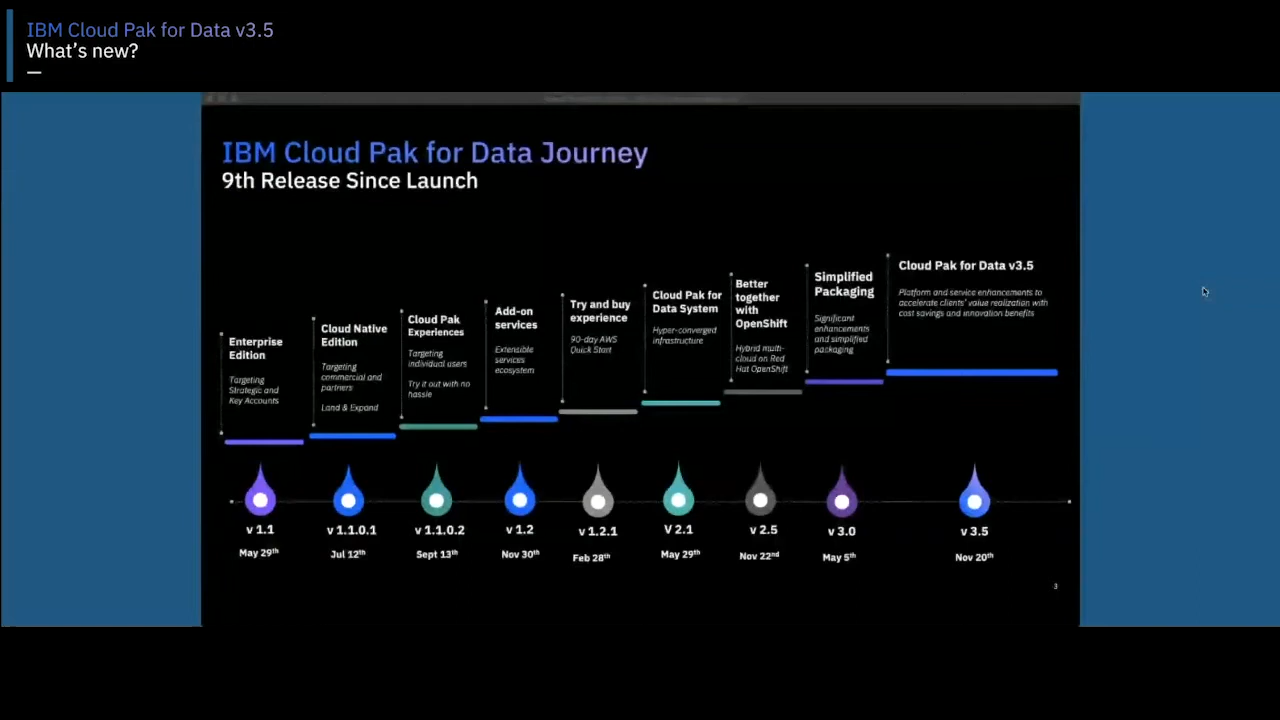 IBM Cloud Pak for Data v3.5
What's new?
IBM Cloud Pak for Data Journey
9th Release Since Launch
Enterprise
Edition
Targeting
Strategic and
Key Accounts
Cloud Native
Edition
Targeting
commercial and
partners
Land & Expand
Cloud Pak
Experiences
Targeting
individual users
Try it out with no
hassle
Add-on
services
Extensible
services
ecosystem
Try and buy
experience
90-day AWS
Quick Start
Cloud Pak for
Data System
Hyper-converged
infrastructure
Better
together
with
OpenShift
Hybrid multi-
cloud on Red
Hat OpenShift
Simplified
Packaging
Significant
enhancements
and simplified
packaging
Cloud Pak for Data v3.5
Platform and service enhancements to
accelerate clients' value realization with
cost savings and innovation benefits
v 1.1
May 29th
v 1.1.0.1
Jul 12th
v 1.1.0.2
Sept 13th
v 1.2
Nov 30th
v 1.2.1
Feb 28th
V 2.1
May 29th
v 2.5
Nov 22nd
v 3.0
May 5th
v 3.5
Nov 20th
3